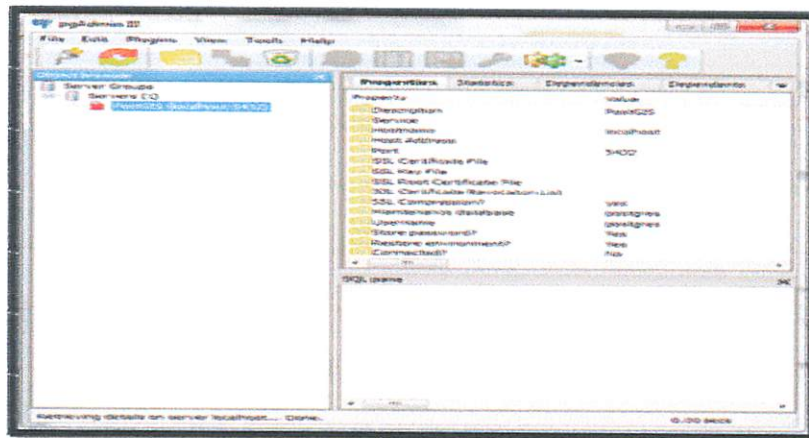 pgAdmin III
File Edit Plugins View Tools Help
Object browser
Server Groups
Servers (1)
PostGIS (localhost:5432)
Properties Statistics Dependencies Dependents
Property Value
Description PostGIS
Service
Hostname localhost
Host Address
Port
SSL Certificate File
SSL Key File
SSL Root Certificate File
SSL Certificate Revocation List
SSL Compression? yes
Maintenance database postgres
Username postgres
Store password? Yes
Restore environment? Yes
Connected? No
SQL pane
Retrieving details on server localhost... Done.
0.00 secs